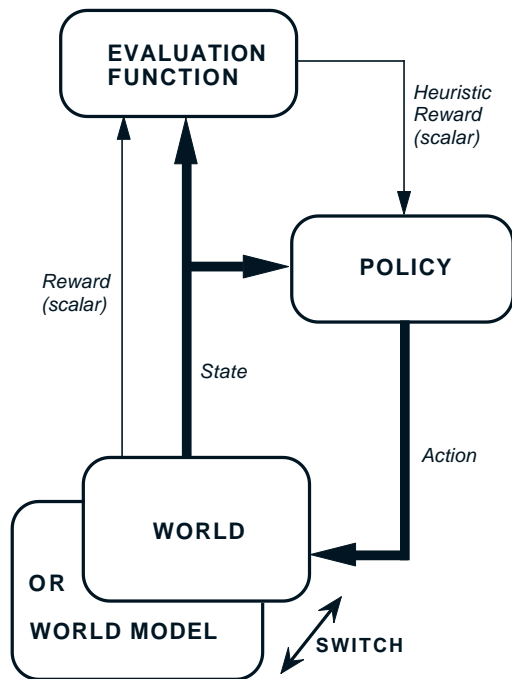 EVALUATION
FUNCTION
Heuristic
Reward
(scalar)
POLICY
Reward
(scalar)
State
Action
WORLD
OR
WORLD MODEL
SWITCH